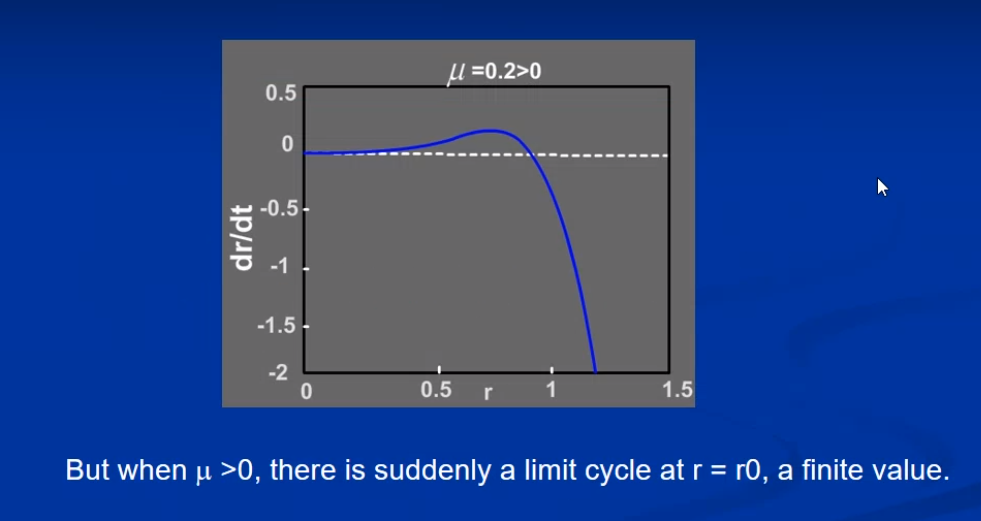 μ =0.2>0
0.5
0
-0.5
-1
-1.5
-2
dr/dt
0 0.5 r 1 1.5
But when μ >0, there is suddenly a limit cycle at r = r0, a finite value.